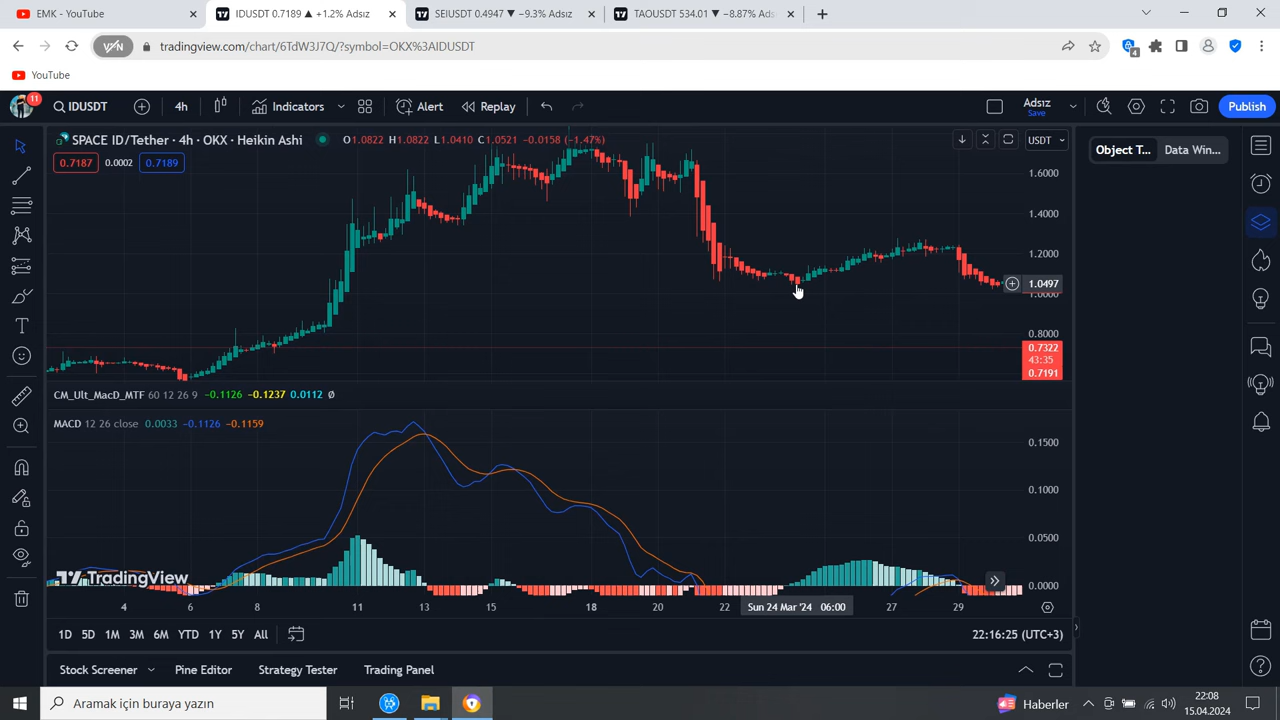 EMK - YouTube
IDUSDT 0.7189 ▲ +1.2% Adsız
SEIUSDT 0.4947 ▼ −9.3% Adsız
TAOUSDT 534.01 ▼ −8.87% Adsız
tradingview.com/chart/6TdW3J7Q/?symbol=OKX%3AIDUSDT
4
YouTube
11
IDUSDT
4h
Indicators
Alert
Replay
Adsız
Save
Publish
SPACE ID/Tether · 4h · OKX · Heikin Ashi
O1.0822 H1.0822 L1.0410 C1.0521 −0.0158 (−1.47%)
USDT
Object T...
Data Win...
0.7187
0.0002
0.7189
1.6000
1.4000
1.2000
1.0497
1.0000
0.8000
0.7322
43:35
0.7191
CM_Ult_MacD_MTF 60 12 26 9 −0.1126 −0.1237 0.0112 Ø
MACD 12 26 close 0.0033 −0.1126 −0.1159
0.1500
0.1000
0.0500
0.0000
TradingView
4
6
8
11
13
15
18
20
22
Sun 24 Mar '24 06:00
27
29
1D 5D 1M 3M 6M YTD 1Y 5Y All
22:16:25 (UTC+3)
Stock Screener
Pine Editor
Strategy Tester
Trading Panel
Aramak için buraya yazın
Haberler
22:08
15.04.2024